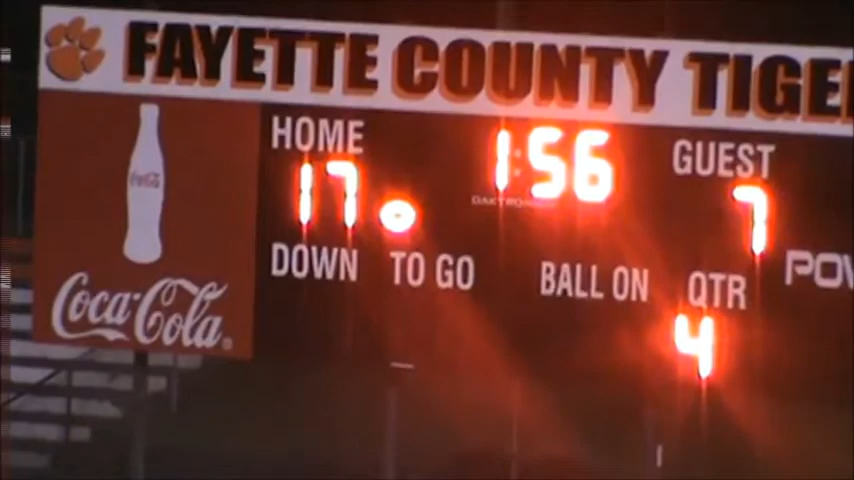 FAYETTE COUNTY TIGE
Coca-Cola
HOME 1:56 GUEST
17 7
DAKTRONICS
DOWN TO GO BALL ON QTR
POW
4
Coca-Cola